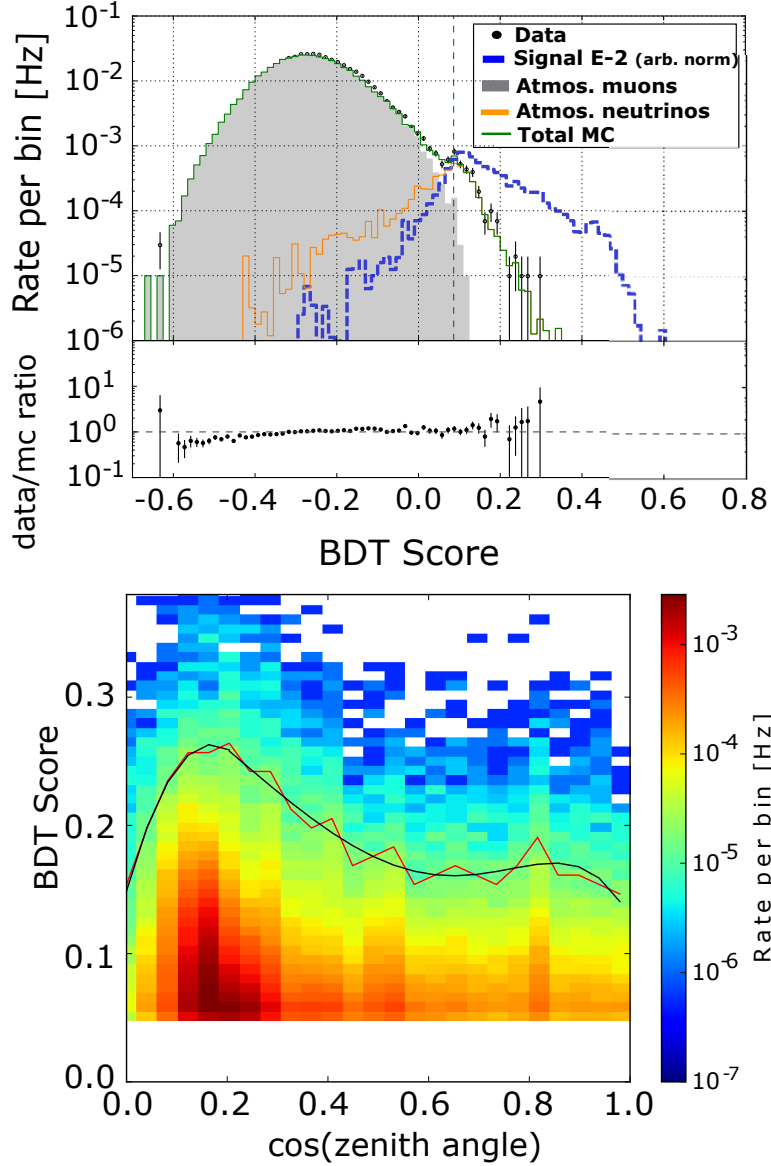 Rate per bin [Hz]
10^-1
10^-2
10^-3
10^-4
10^-5
10^-6
Data
Signal E-2 (arb. norm)
Atmos. muons
Atmos. neutrinos
Total MC
data/mc ratio
10^1
10^0
10^-1
-0.6 -0.4 -0.2 0.0 0.2 0.4 0.6 0.8
BDT Score
BDT Score
0.3
0.2
0.1
0.0
0.0 0.2 0.4 0.6 0.8 1.0
cos(zenith angle)
10^-3
10^-4
10^-5
10^-6
10^-7
Rate per bin [Hz]